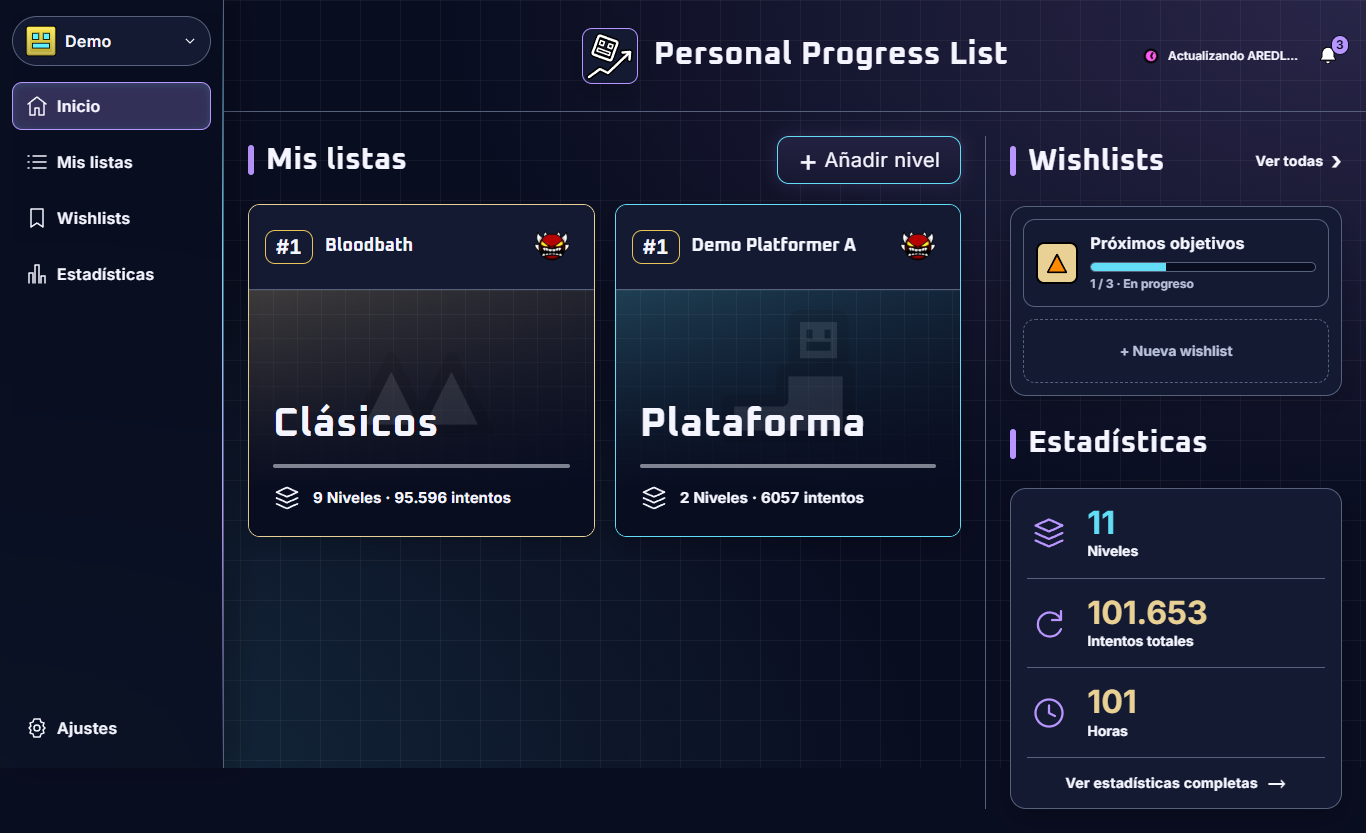 Demo
Inicio
Mis listas
Wishlists
Estadísticas
Ajustes
Personal Progress List
Actualizando AREDL...
3
Mis listas
+ Añadir nivel
#1 Bloodbath
Clásicos
9 Niveles · 95.596 intentos
#1 Demo Platformer A
Plataforma
2 Niveles · 6057 intentos
Wishlists
Ver todas
Próximos objetivos
1 / 3 · En progreso
+ Nueva wishlist
Estadísticas
11
Niveles
101.653
Intentos totales
101
Horas
Ver estadísticas completas →